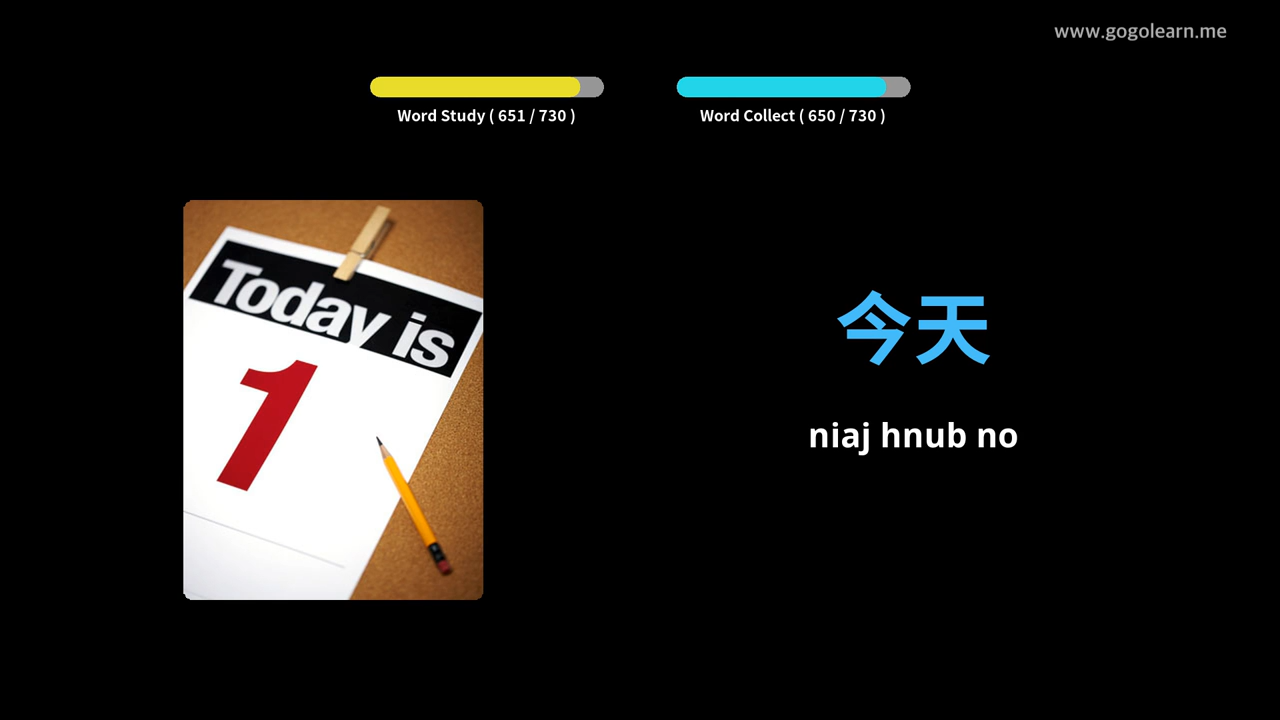 www.gogolearn.me
Word Study ( 651 / 730 )
Word Collect ( 650 / 730 )
Today is
1
今天
niaj hnub no